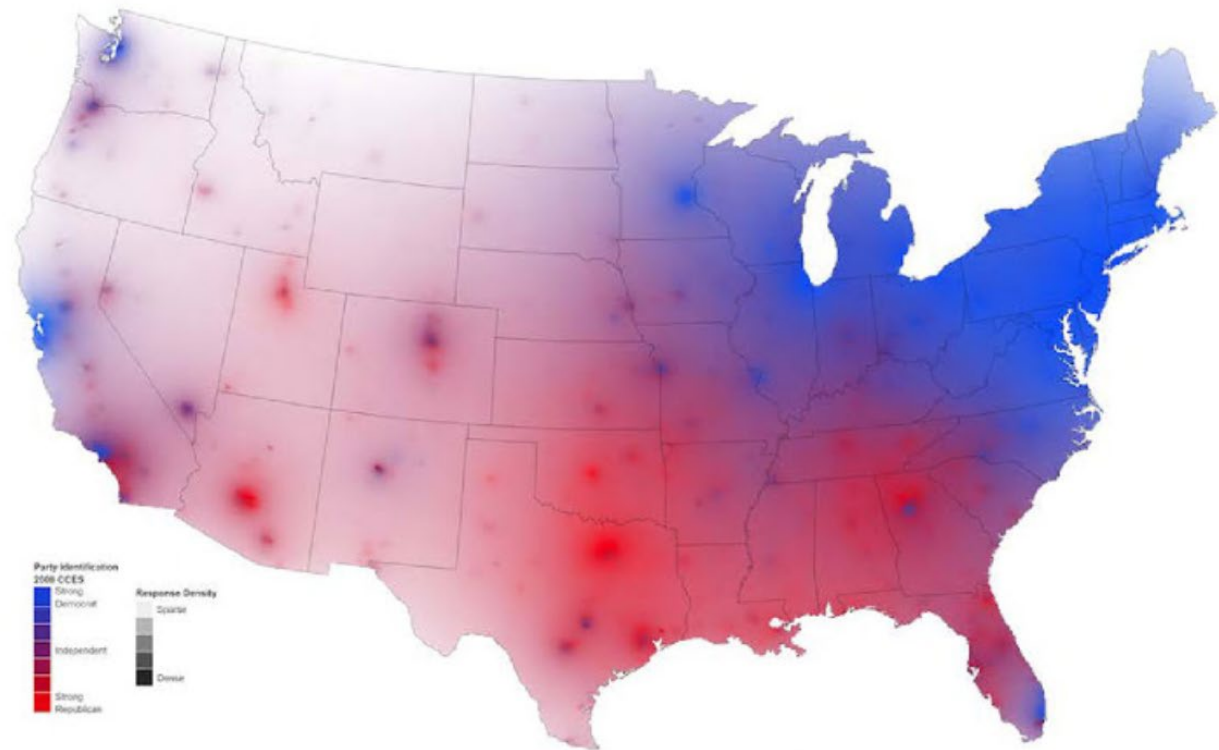 Party Identification
2008 CCES
Strong
Democrat
Independent
Strong
Republican
Response Density
Sparse
Dense